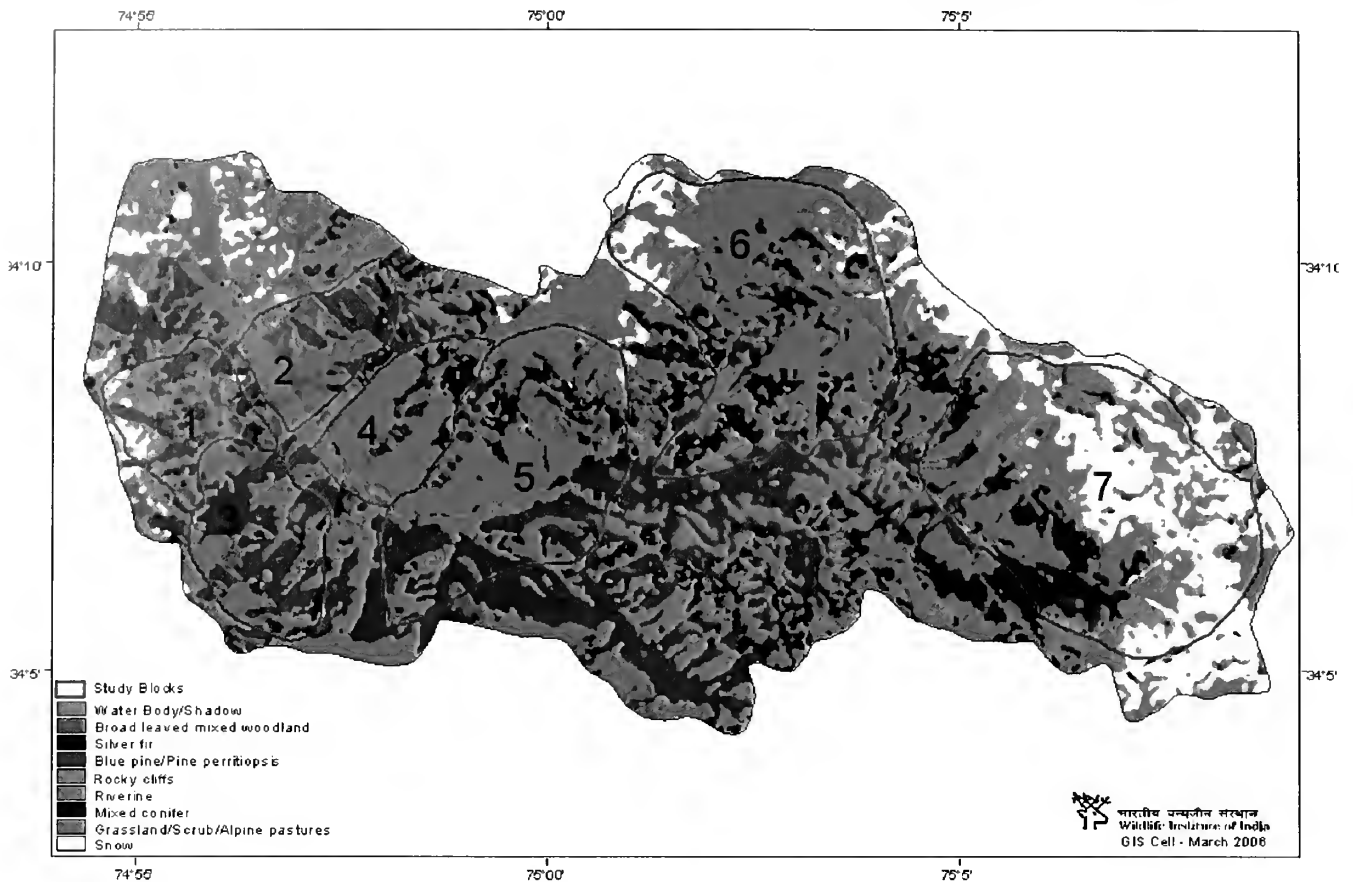 74°55'
75°00'
75°5'
34°10'
34°10
6
2
1
4
5
3
7
34°5'
34°5'
Study Blocks
Water Body/Shadow
Broad leaved mixed woodland
Silver fir
Blue pine/Pine perritiopsis
Rocky cliffs
Riverine
Mixed conifer
Grassland/Scrub/Alpine pastures
Snow
भारतीय वन्यजीव संस्थान
Wildlife Institute of India
GIS Cell - March 2006
74°55'
75°00'
75°5'